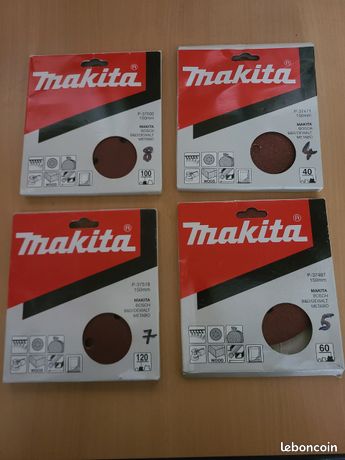 Makita®
P-37500
150mm
MAKITA
BOSCH
B&D/DEWALT
METABO
8
WOOD
100
Makita®
P-37471
150mm
MAKITA
BOSCH
B&D/DEWALT
METABO
4
WOOD
40
Makita®
P-37518
150mm
MAKITA
BOSCH
B&D/DEWALT
METABO
7
WOOD
120
Makita®
P-37487
150mm
MAKITA
BOSCH
B&D/DEWALT
METABO
5
WOOD
60
leboncoin